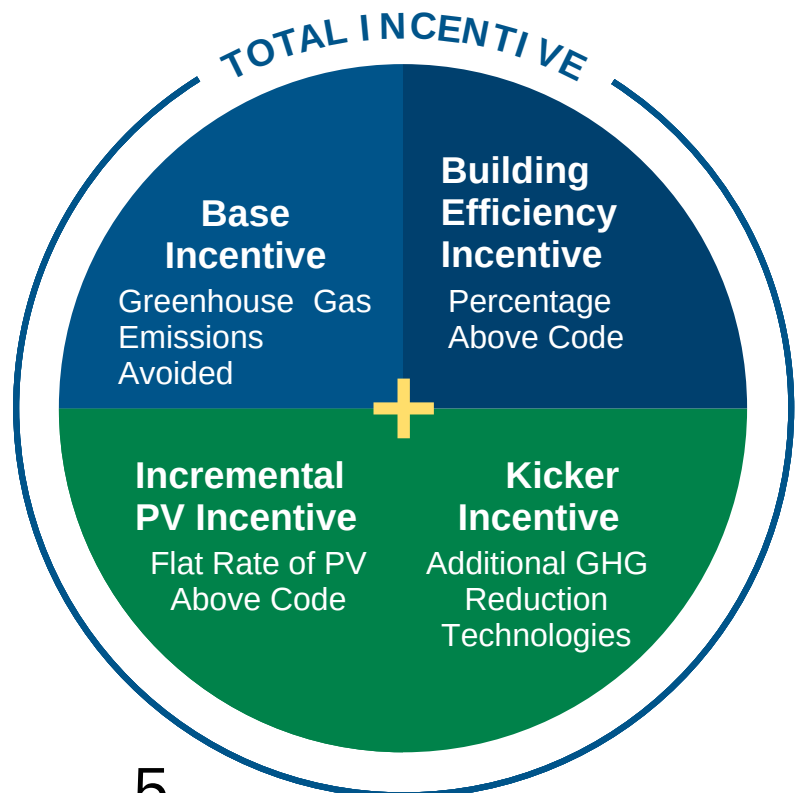 TOTAL INCENTIVE
Base
Incentive
Greenhouse Gas
Emissions
Avoided
Building
Efficiency
Incentive
Percentage
Above Code
+
Incremental
PV Incentive
Flat Rate of PV
Above Code
Kicker
Incentive
Additional GHG
Reduction
Technologies
5